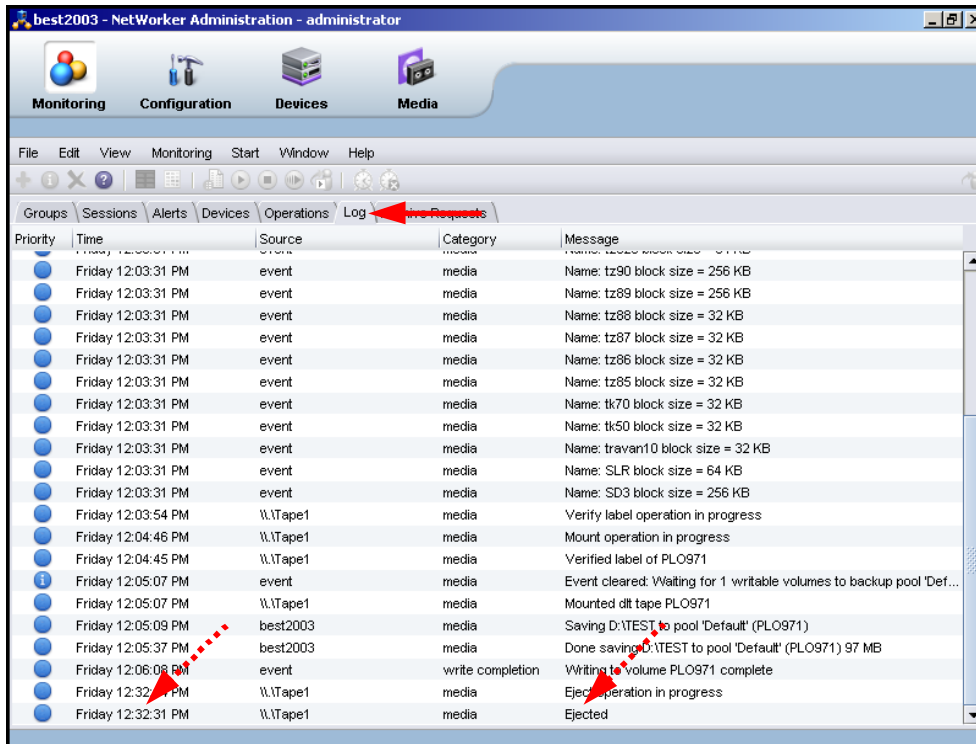 best2003 - NetWorker Administration - administrator
Monitoring Configuration Devices Media
File Edit View Monitoring Start Window Help
Groups Sessions Alerts Devices Operations Log Requests
Priority Time Source Category Message
Friday 12:03:31 PM event media Name: tz90 block size = 256 KB
Friday 12:03:31 PM event media Name: tz89 block size = 256 KB
Friday 12:03:31 PM event media Name: tz88 block size = 32 KB
Friday 12:03:31 PM event media Name: tz87 block size = 32 KB
Friday 12:03:31 PM event media Name: tz86 block size = 32 KB
Friday 12:03:31 PM event media Name: tz85 block size = 32 KB
Friday 12:03:31 PM event media Name: tk70 block size = 32 KB
Friday 12:03:31 PM event media Name: tk50 block size = 32 KB
Friday 12:03:31 PM event media Name: travan10 block size = 32 KB
Friday 12:03:31 PM event media Name: SLR block size = 64 KB
Friday 12:03:31 PM event media Name: SD3 block size = 256 KB
Friday 12:03:54 PM \\.\Tape1 media Verify label operation in progress
Friday 12:04:46 PM \\.\Tape1 media Mount operation in progress
Friday 12:04:45 PM \\.\Tape1 media Verified label of PLO971
Friday 12:05:07 PM event media Event cleared: Waiting for 1 writable volumes to backup pool 'Def...
Friday 12:05:07 PM \\.\Tape1 media Mounted dlt tape PLO971
Friday 12:05:09 PM best2003 media Saving D:\TEST to pool 'Default' (PLO971)
Friday 12:05:37 PM best2003 media Done saving D:\TEST to pool 'Default' (PLO971) 97 MB
Friday 12:06:08 PM event write completion Writing to volume PLO971 complete
Friday PM \\.\Tape1 media Eject operation in progress
Friday 12:32:31 PM \\.\Tape1 media Ejected